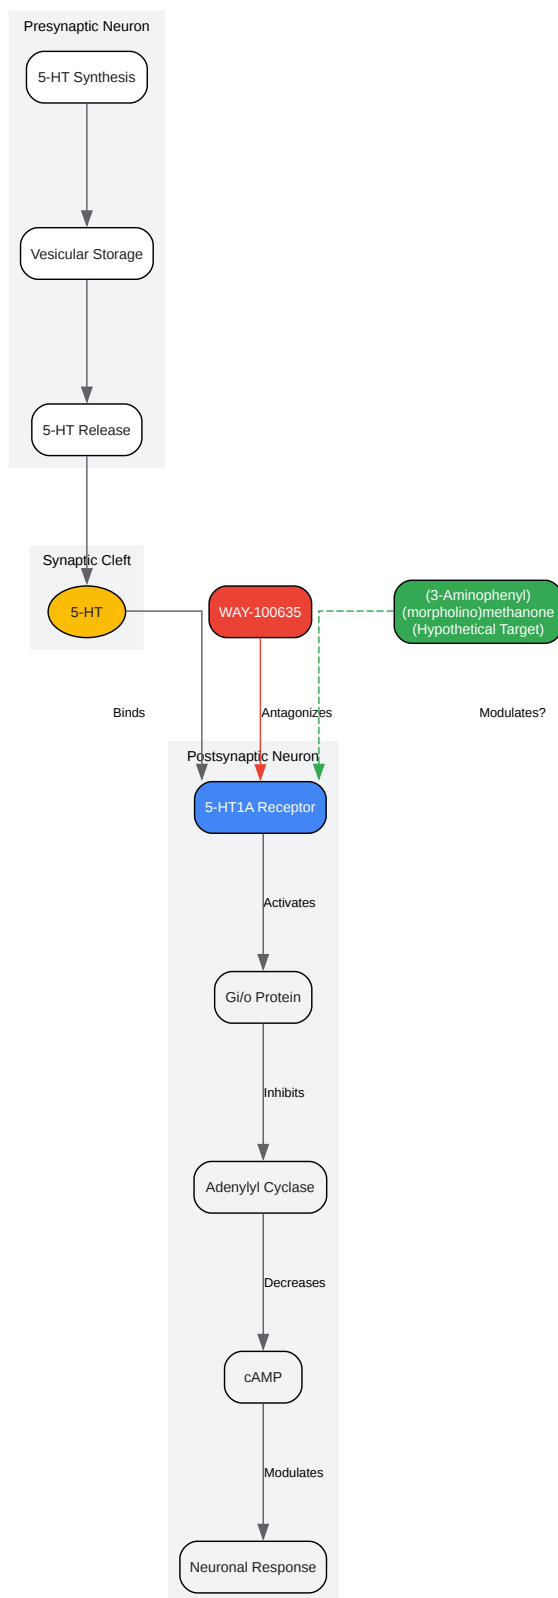 Presynaptic Neuron
5-HT Synthesis
Vesicular Storage
5-HT Release
Synaptic Cleft
5-HT
WAY-100635
(3-Aminophenyl)
(morpholino)methanone
(Hypothetical Target)
Binds
Antagonizes
Modulates?
Postsynaptic Neuron
5-HT1A Receptor
Activates
Gi/o Protein
Inhibits
Adenylyl Cyclase
Decreases
cAMP
Modulates
Neuronal Response